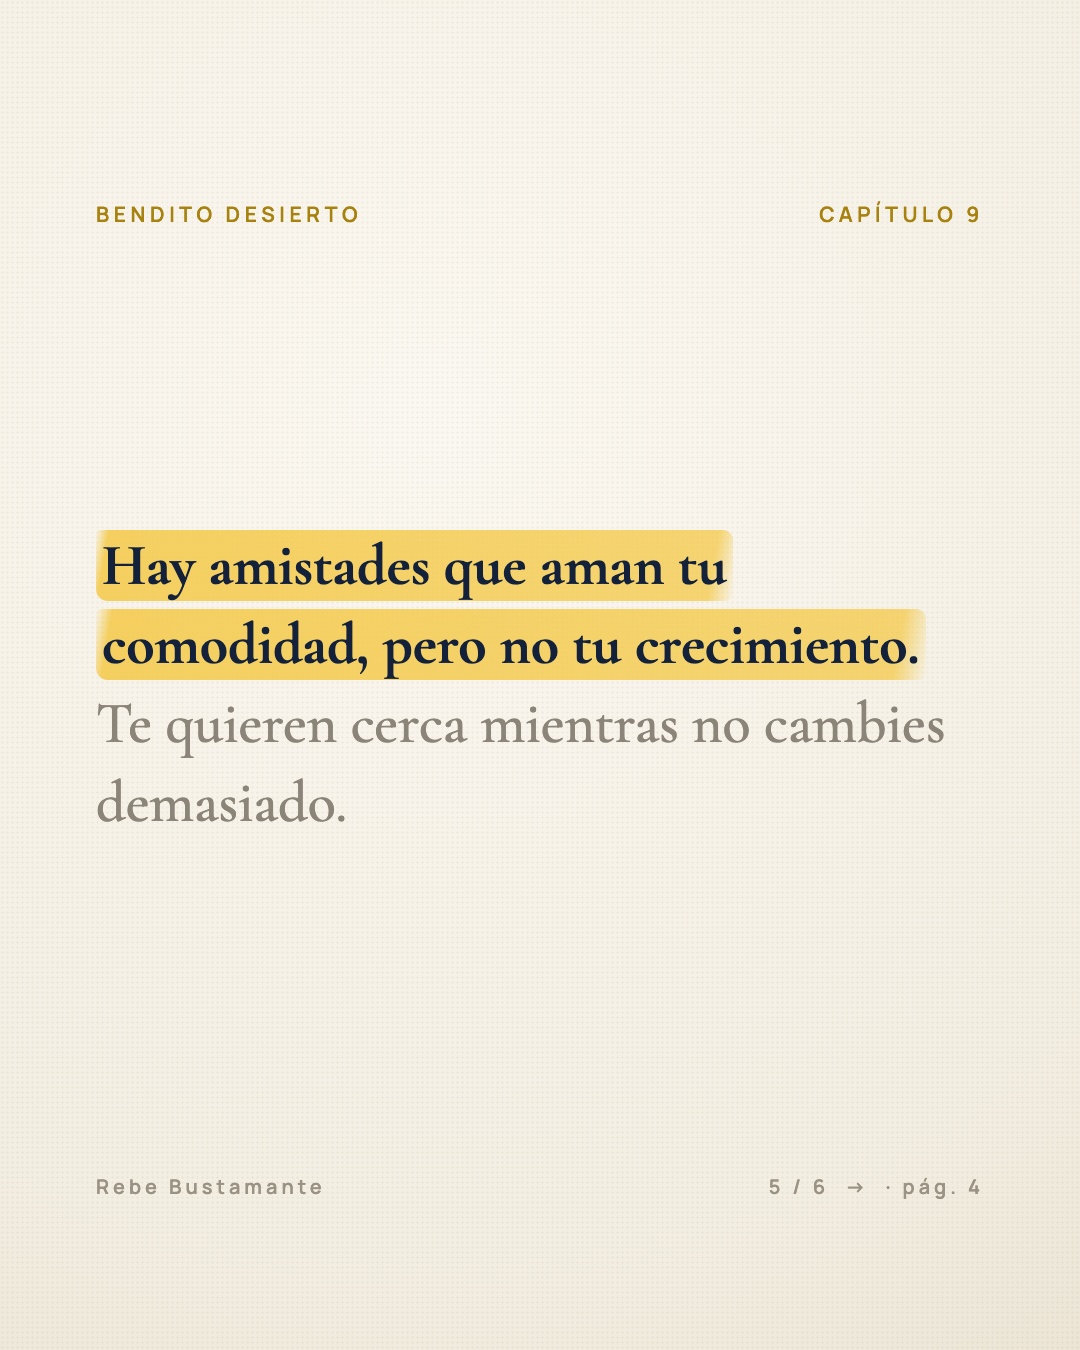 BENDITO DESIERTO
CAPÍTULO 9
Hay amistades que aman tu
comodidad, pero no tu crecimiento.
Te quieren cerca mientras no cambies
demasiado.
Rebe Bustamante
5 / 6 → · pág. 4